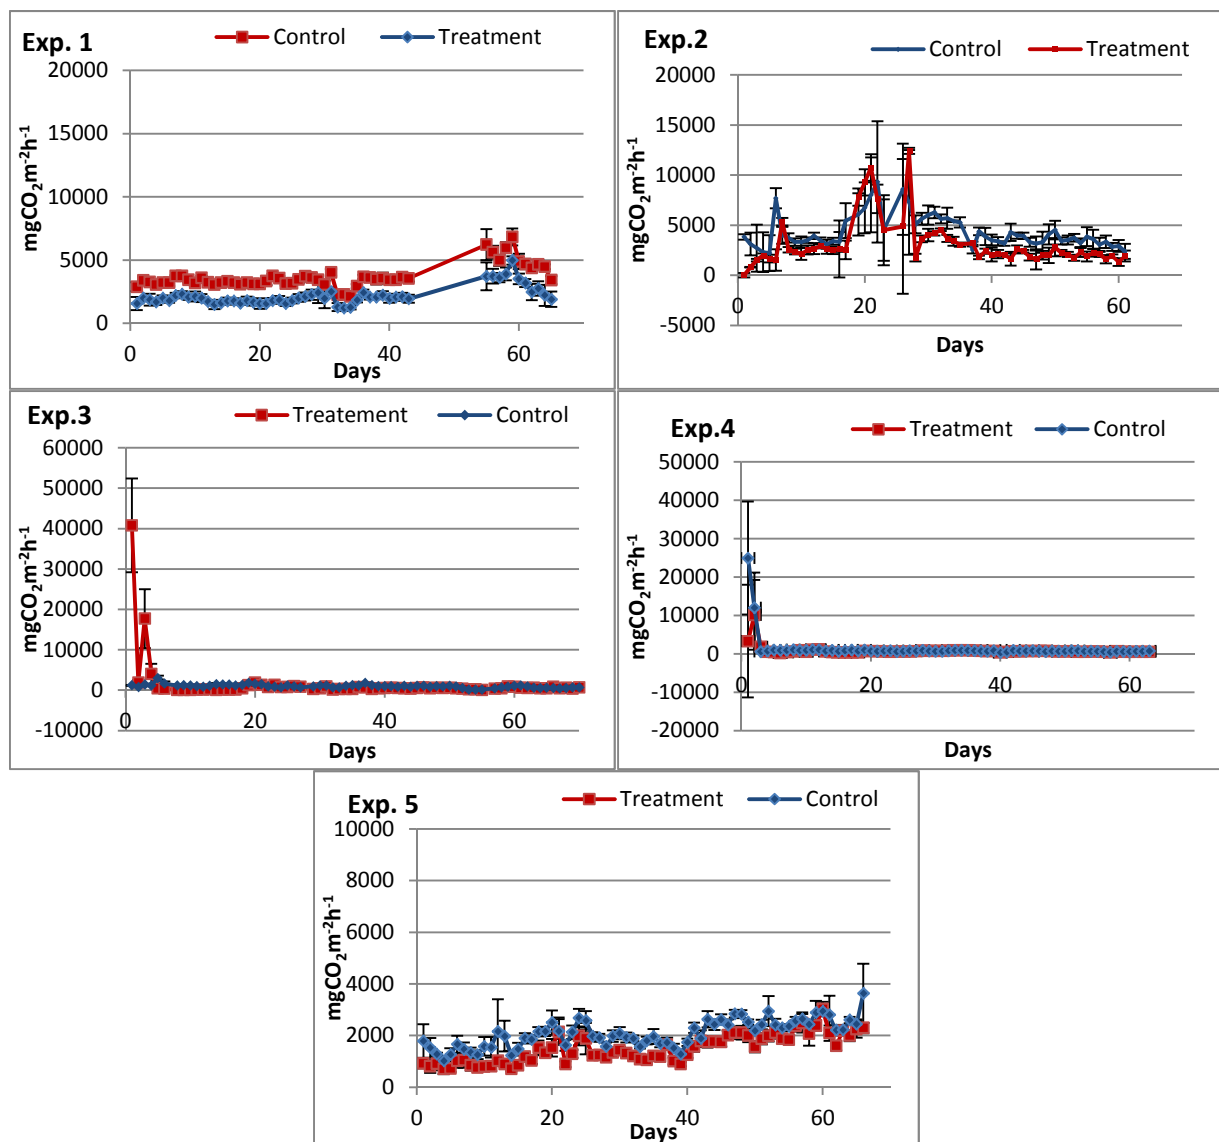 Exp. 1
Control
Treatment
20000
15000
10000
5000
0
mgCO₂m⁻²h⁻¹
0
20
40
60
Days
Exp.2
Control
Treatment
20000
15000
10000
5000
0
-5000
mgCO₂m⁻²h⁻¹
0
20
40
60
Days
Exp.3
Treatement
Control
60000
50000
40000
30000
20000
10000
0
-10000
mgCO₂m⁻²h⁻¹
0
20
40
60
Days
Exp.4
Treatment
Control
50000
40000
30000
20000
10000
0
-10000
-20000
mgCO₂m⁻²h⁻¹
0
20
40
60
Days
Exp. 5
Treatment
Control
10000
8000
6000
4000
2000
0
mgCO₂m⁻²h⁻¹
0
20
40
60
Days